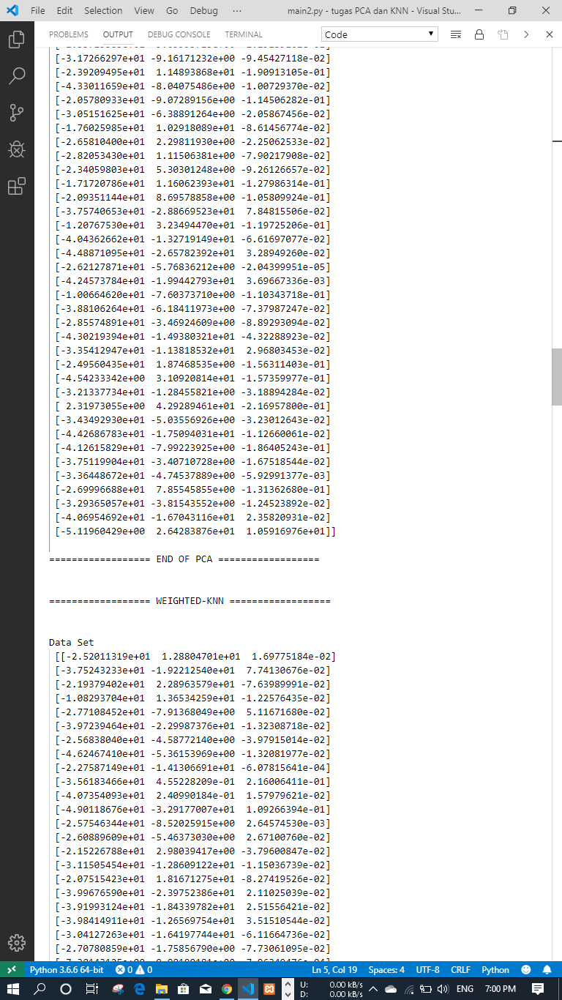 File Edit Selection View Go Debug ··· main2.py - tugas PCA dan KNN - Visual Stu...
PROBLEMS OUTPUT DEBUG CONSOLE TERMINAL Code
[-3.17266297e+01 -9.16171232e+00 -9.45427118e-02]
[-2.39209495e+01 1.14893868e+01 -1.90913105e-01]
[-4.33011659e+01 -8.04075486e+00 -1.00729370e-02]
[-2.05780933e+01 -9.07289156e+00 -1.14506282e-01]
[-3.05151625e+01 -6.38891264e+00 -2.05867456e-02]
[-1.76025985e+01 1.02918089e+01 -8.61456774e-02]
[-2.65810400e+01 2.29811930e+00 -2.25062533e-02]
[-2.82053430e+01 1.11506381e+01 -7.90217908e-02]
[-2.34059803e+01 5.30301248e+00 -9.26126657e-02]
[-1.71720786e+01 1.16062393e+01 -1.27986314e-01]
[-2.09351144e+01 8.69578858e+00 -1.05809924e-01]
[-3.75740653e+01 -2.88669523e+01 7.84815506e-02]
[-1.20767530e+01 3.23494470e+01 -1.19725206e-01]
[-4.04362662e+01 -1.32719149e+01 -6.61697077e-02]
[-4.48871095e+01 -2.65782392e+01 3.28949260e-02]
[-2.62127871e+01 -5.76836212e+00 -2.04399951e-05]
[-4.24573784e+01 -1.99442793e+01 3.69667336e-03]
[-1.00664620e+01 -7.60373710e+00 -1.10343718e-01]
[-3.88106264e+01 -6.18411973e+00 -7.37987247e-02]
[-2.85574891e+01 -3.46924609e+00 -8.89293094e-02]
[-4.30219394e+01 -1.49380321e+01 -4.32288923e-02]
[-3.35412947e+01 -1.13818532e+01 2.96803453e-02]
[-2.49560435e+01 1.87468535e+00 -1.56311403e-01]
[-4.54233342e+00 3.10920814e+01 -1.57359977e-01]
[-3.21337734e+01 -1.28455821e+00 -3.18894284e-02]
[ 2.31973055e+00 4.29289461e+01 -2.16957800e-01]
[-3.43492930e+01 -5.03556926e+00 -3.23012643e-02]
[-4.42686783e+01 -1.75094031e+01 -1.12660061e-02]
[-4.12615829e+01 -7.99223925e+00 -1.86405243e-01]
[-3.75119904e+01 -3.40710728e+00 -1.67518544e-02]
[-3.36448672e+01 -4.74537889e+00 -5.92991377e-03]
[-2.69996688e+01 7.85545855e+00 -1.31362680e-01]
[-3.29365057e+01 -3.81543552e+00 -1.24523892e-02]
[-4.06954692e+01 -1.67043116e+01 2.35820931e-02]
[-5.11960429e+00 2.64283876e+01 1.05916976e+01]]
================== END OF PCA ==================
================== WEIGHTED-KNN ==================
Data Set
[[-2.52011319e+01 1.28804701e+01 1.69775184e-02]
[-3.75243233e+01 -1.92212540e+01 7.74130676e-02]
[-2.19379402e+01 2.28963579e+01 -7.63989991e-02]
[-1.08293704e+01 1.36534259e+01 -1.22576435e-02]
[-2.77108452e+01 -7.91368049e+00 5.11671680e-02]
[-3.97239464e+01 -2.29987376e+01 -1.32308718e-02]
[-2.56838040e+01 -4.58772140e+00 -3.97915014e-02]
[-4.62467410e+01 -5.36153969e+00 -1.32081977e-02]
[-2.27587149e+01 -1.41306691e+01 -6.07815641e-04]
[-3.56183466e+01 4.55228209e-01 2.16006411e-01]
[-4.07354093e+01 2.40990184e-01 1.57979621e-02]
[-4.90118676e+01 -3.29177007e+01 1.09266394e-01]
[-2.57546344e+01 -8.52025915e+00 2.64574530e-03]
[-2.60889609e+01 -5.46373030e+00 2.67100760e-02]
[-2.15226788e+01 2.98039417e+00 -3.79600847e-02]
[-3.11505454e+01 -1.28609122e+01 -1.15036739e-02]
[-2.07515423e+01 1.81671275e+01 -8.27419526e-02]
[-3.99676590e+01 -2.39752386e+01 2.11025039e-02]
[-3.91993124e+01 -1.84339782e+01 2.51556421e-02]
[-3.98414911e+01 -1.26569754e+01 3.51510544e-02]
[-3.04127263e+01 -1.64197744e+01 -6.11664736e-02]
[-2.70780859e+01 -1.75856790e+00 -7.73061095e-02]
Python 3.6.6 64-bit 0 0 Ln 5, Col 19 Spaces: 4 UTF-8 CRLF Python
U: 0.00 kB/s
D: 0.00 kB/s
ENG 7:00 PM